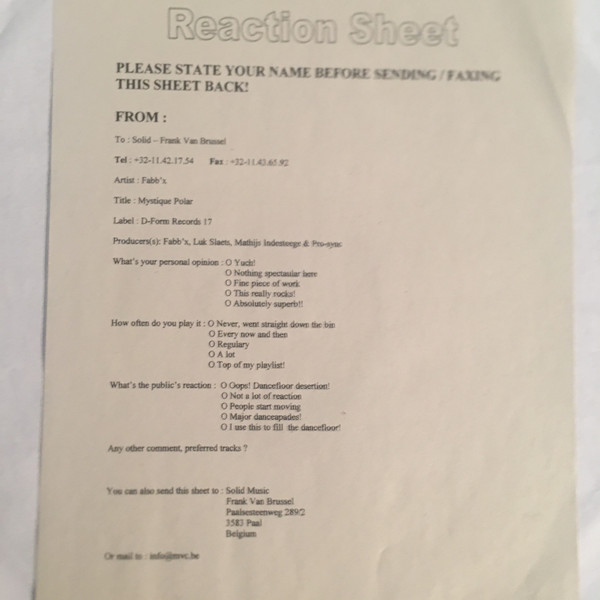 Reaction Sheet
PLEASE STATE YOUR NAME BEFORE SENDING / FAXING
THIS SHEET BACK!
FROM :
To : Solid – Frank Van Brussel
Tel : +32-11.42.17.54 Fax : +32-11.43.65.92
Artist : Fabb's
Title : Mystique Polar
Label : D-Form Records 17
Producers(s): Fabb's, Luk Slaets, Mathijs Indesteege & Pro-sync
What's your personal opinion : O Yuch!
O Nothing spectaular here
O Fine piece of work
O This really rocks!
O Absolutely superb!!
How often do you play it : O Never, went straight down the bin
O Every now and then
O Regulary
O A lot
O Top of my playlist!
What's the public's reaction : O Oops! Dancefloor desertion!
O Not a lot of reaction
O People start moving
O Major danceapades!
O I use this to fill the dancefloor!
Any other comment, preferred tracks ?
You can also send this sheet to : Solid Music
Frank Van Brussel
Paalsesteenweg 289/2
3583 Paal
Belgium
Or mail to : info@mvc.be